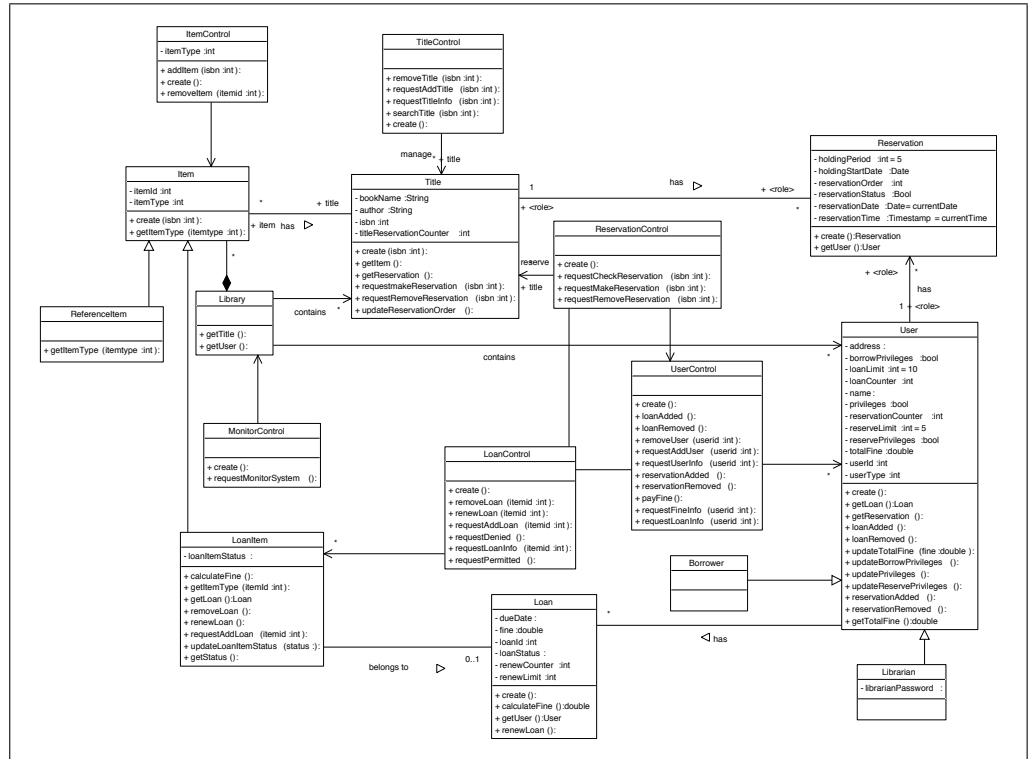 ItemControl
- itemType :int
+ addItem (isbn :int ):
+ create ():
+ removeItem (itemid :int ):
TitleControl
+ removeTitle (isbn :int ):
+ requestAddTitle (isbn :int ):
+ requestTitleInfo (isbn :int ):
+ searchTitle (isbn :int ):
+ create ():
manage
* + title
Item
- itemId :int
- itemType :int
+ create (isbn :int ):
+ getItemType (itemtype :int ):
*
+ title
+ item has
Title
- bookName :String
- author :String
- isbn :int
- titleReservationCounter :int
+ create (isbn :int ):
+ getItem ():
+ getReservation ():
+ requestmakeReservation (isbn :int ):
+ requestRemoveReservation (isbn :int ):
+ updateReservationOrder ():
1
has
+ <role>
+ <role>
*
Reservation
- holdingPeriod :int = 5
- holdingStartDate :Date
- reservationOrder :int
- reservationStatus :Bool
- reservationDate :Date = currentDate
- reservationTime :Timestamp = currentTime
+ create ():Reservation
+ getUser ():User
ReservationControl
+ create ():
+ requestCheckReservation (isbn :int ):
+ requestMakeReservation (isbn :int ):
+ requestRemoveReservation (isbn :int ):
reserve
+ title
+ <role>
*
has
1 + <role>
*
Library
+ getTitle ():
+ getUser ():
contains
*
contains
*
ReferenceItem
+ getItemType (itemtype :int ):
User
- address :
- borrowPrivileges :bool
- loanLimit :int = 10
- loanCounter :int
- name :
- privileges :bool
- reservationCounter :int
- reserveLimit :int = 5
- reservePrivileges :bool
- totalFine :double
- userId :int
- userType :int
+ create ():
+ getLoan ():Loan
+ getReservation ():
+ loanAdded ():
+ loanRemoved ():
+ updateTotalFine (fine :double ):
+ updateBorrowPrivileges ():
+ updatePrivileges ():
+ updateReservePrivileges ():
+ reservationAdded ():
+ reservationRemoved ():
+ getTotalFine ():double
UserControl
+ create ():
+ loanAdded ():
+ loanRemoved ():
+ removeUser (userid :int ):
+ requestAddUser (userid :int ):
+ requestUserInfo (userid :int ):
+ reservationAdded ():
+ reservationRemoved ():
+ payFine ():
+ requestFineInfo (userid :int ):
+ requestLoanInfo (userid :int ):
*
MonitorControl
+ create ():
+ requestMonitorSystem ():
LoanControl
+ create ():
+ removeLoan (itemid :int ):
+ renewLoan (itemid :int ):
+ requestAddLoan (itemid :int ):
+ requestDenied ():
+ requestLoanInfo (itemid :int ):
+ requestPermitted ():
*
LoanItem
- loanItemStatus :
+ calculateFine ():
+ getItemType (itemId :int ):
+ getLoan ():Loan
+ removeLoan ():
+ renewLoan ():
+ requestAddLoan (itemid :int ):
+ updateLoanItemStatus (status :):
+ getStatus ():
Borrower
Loan
- dueDate :
- fine :double
- loanId :int
- loanStatus :
- renewCounter :int
- renewLimit :int
+ create ():
+ calculateFine ():double
+ getUser ():User
+ renewLoan ():
*
has
belongs to
0..1
Librarian
- librarianPassword :